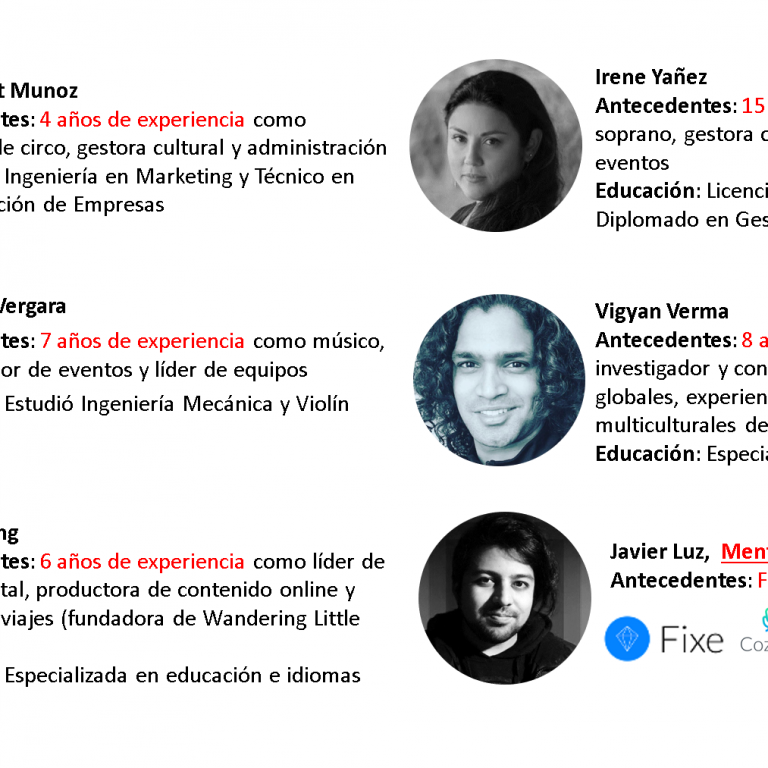 t Munoz
tes: 4 años de experiencia como
le circo, gestora cultural y administración
Ingeniería en Marketing y Técnico en
ción de Empresas
Irene Yañez
Antecedentes: 15
soprano, gestora c
eventos
Educación: Licenci
Diplomado en Ges
Vergara
tes: 7 años de experiencia como músico,
or de eventos y líder de equipos
Estudió Ingeniería Mecánica y Violín
Vigyan Verma
Antecedentes: 8 a
investigador y con
globales, experien
multiculturales de
Educación: Especia
ng
tes: 6 años de experiencia como líder de
tal, productora de contenido online y
viajes (fundadora de Wandering Little
Especializada en educación e idiomas
Javier Luz, Ment
Antecedentes: F
Fixe
Coz